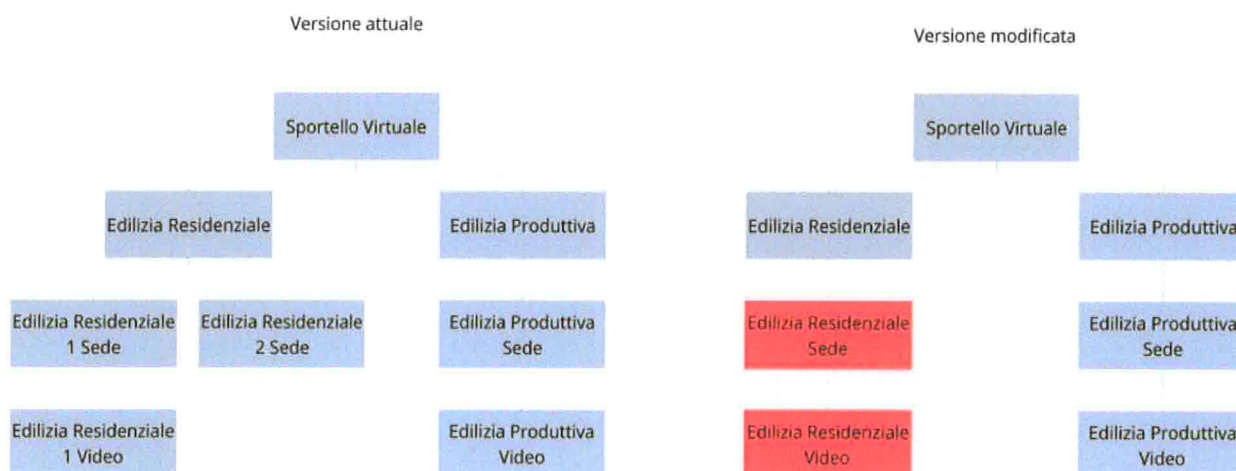 Versione attuale
Versione modificata
Sportello Virtuale
Sportello Virtuale
Edilizia Residenziale
Edilizia Produttiva
Edilizia Residenziale
Edilizia Produttiva
Edilizia Residenziale
1 Sede
Edilizia Residenziale
2 Sede
Edilizia Produttiva
Sede
Edilizia Residenziale
Sede
Edilizia Produttiva
Sede
Edilizia Residenziale
1 Video
Edilizia Produttiva
Video
Edilizia Residenziale
Video
Edilizia Produttiva
Video